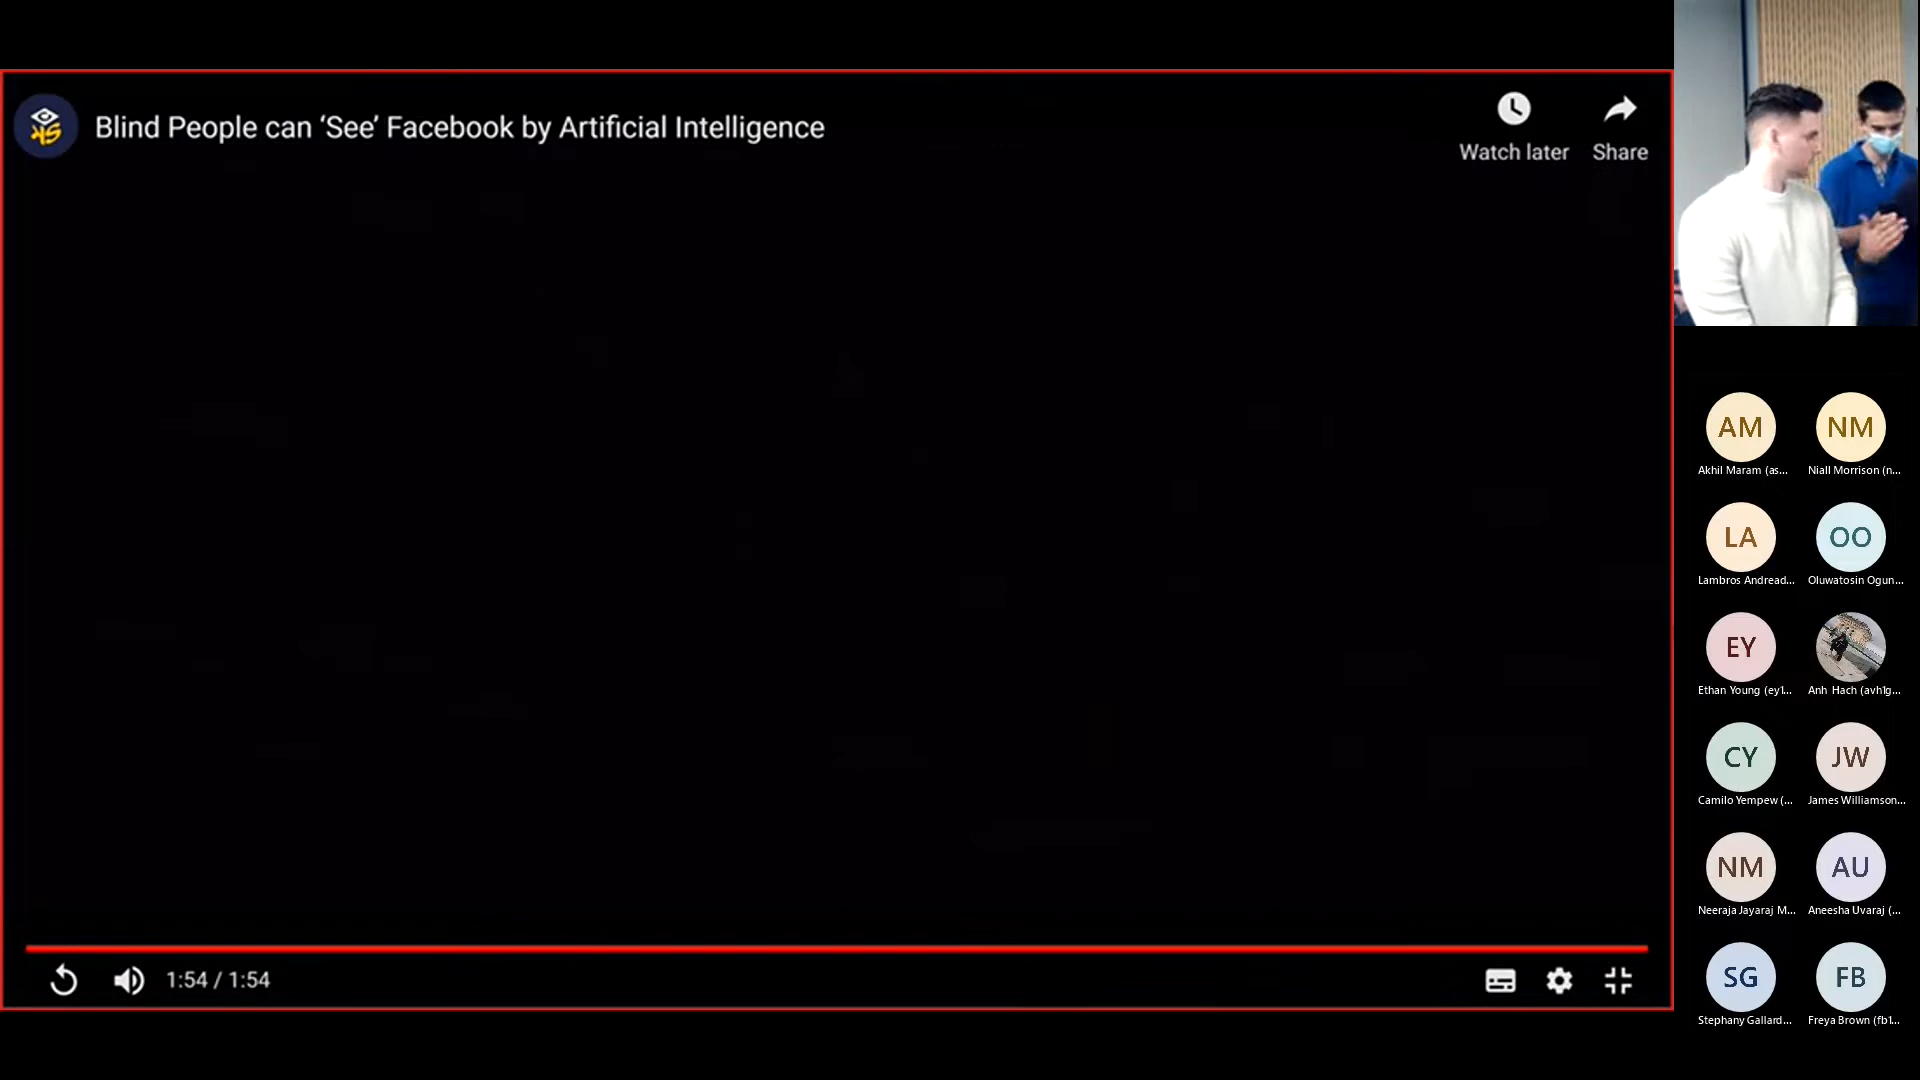 Blind People can ‘See’ Facebook by Artificial Intelligence
Watch later
Share
AM
NM
Akhil Maram (as...
Niall Morrison (n...
LA
OO
Lambros Andread...
Oluwatosin Ogun...
EY
Ethan Young (ey1...
Anh Hach (avh1g...
CY
JW
Camilo Yempew (...
James Williamson...
NM
AU
Neeraja Jayaraj M...
Aneesha Uvaraj (...
SG
FB
Stephany Gallard...
Freya Brown (fb1...
1:54 / 1:54